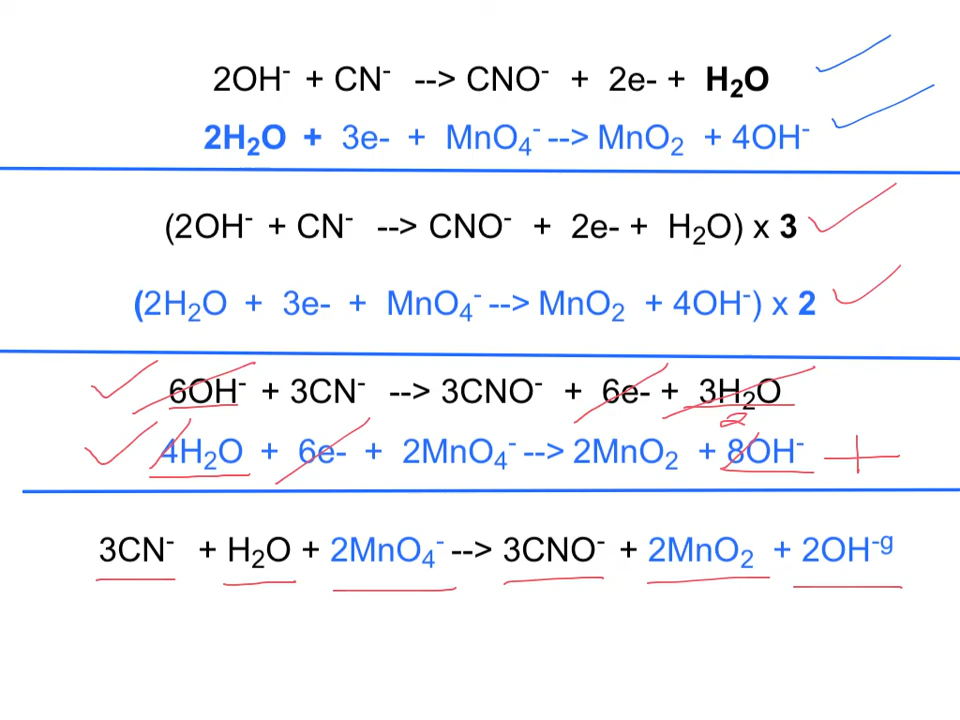 2OH⁻ + CN⁻ --> CNO⁻ + 2e- + H₂O
2H₂O + 3e- + MnO₄⁻ --> MnO₂ + 4OH⁻
(2OH⁻ + CN⁻ --> CNO⁻ + 2e- + H₂O) x 3
(2H₂O + 3e- + MnO₄⁻ --> MnO₂ + 4OH⁻) x 2
6OH⁻ + 3CN⁻ --> 3CNO⁻ + 6e- + 3H₂O
2
4H₂O + 6e- + 2MnO₄⁻ --> 2MnO₂ + 8OH⁻ +
3CN⁻ + H₂O + 2MnO₄⁻ --> 3CNO⁻ + 2MnO₂ + 2OH⁻ᵍ